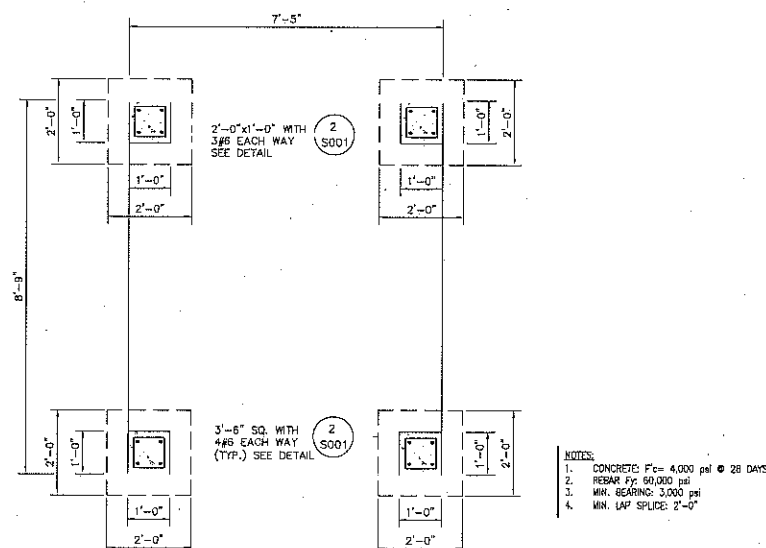 7'-5"
2'-0"
1'-0"
2'-0"x1'-0" WITH
3#6 EACH WAY
SEE DETAIL
2
S001
1'-0"
2'-0"
1'-0"
2'-0"
1'-0"
2'-0"
8'-9"
2'-0"
1'-0"
3'-6" SQ. WITH
4#6 EACH WAY
(TYP.) SEE DETAIL
2
S001
1'-0"
2'-0"
1'-0"
2'-0"
1'-0"
2'-0"
NOTES:
1. CONCRETE: F'c= 4,000 psi @ 28 DAYS
2. REBAR Fy: 60,000 psi
3. MIN. BEARING: 3,000 psi
4. MIN. LAP SPLICE: 2'-0"